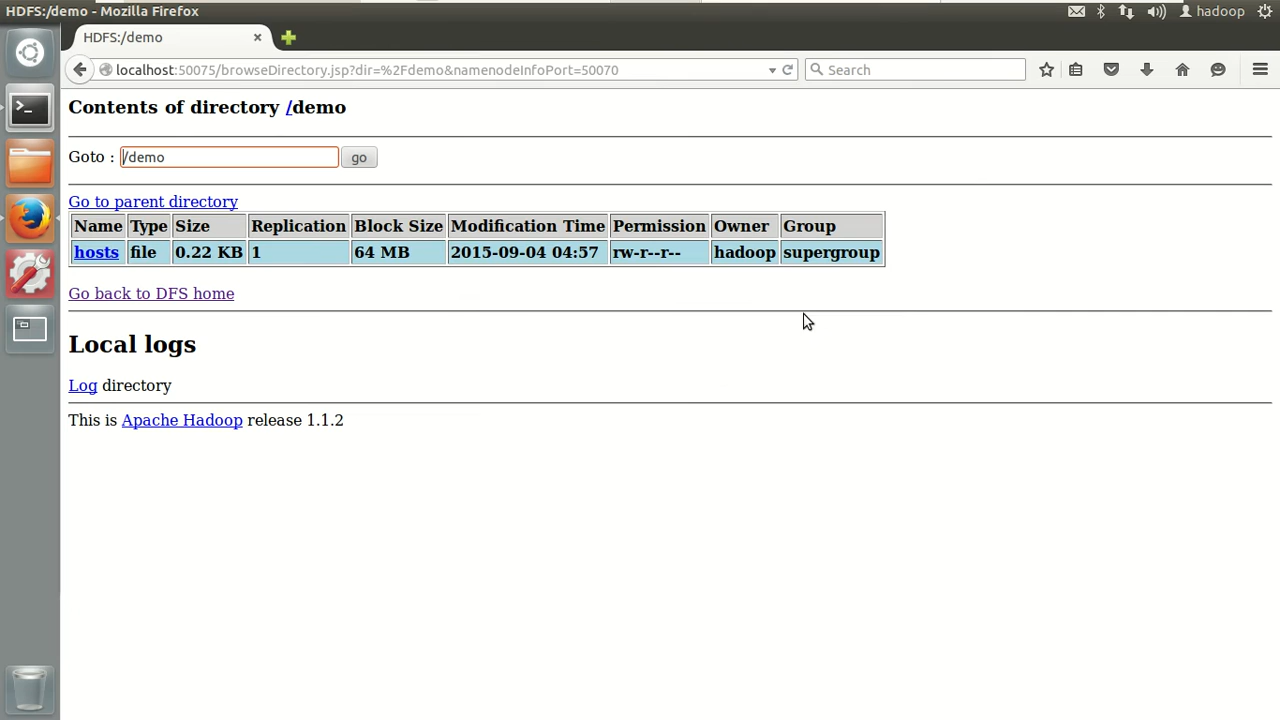 HDFS:/demo - Mozilla Firefox
hadoop
HDFS:/demo
localhost:50075/browseDirectory.jsp?dir=%2Fdemo&namenodeInfoPort=50070
Search
Contents of directory /demo
Goto : /demo go
Go to parent directory
Name Type Size Replication Block Size Modification Time Permission Owner Group
hosts file 0.22 KB 1 64 MB 2015-09-04 04:57 rw-r--r-- hadoop supergroup
Go back to DFS home
Local logs
Log directory
This is Apache Hadoop release 1.1.2